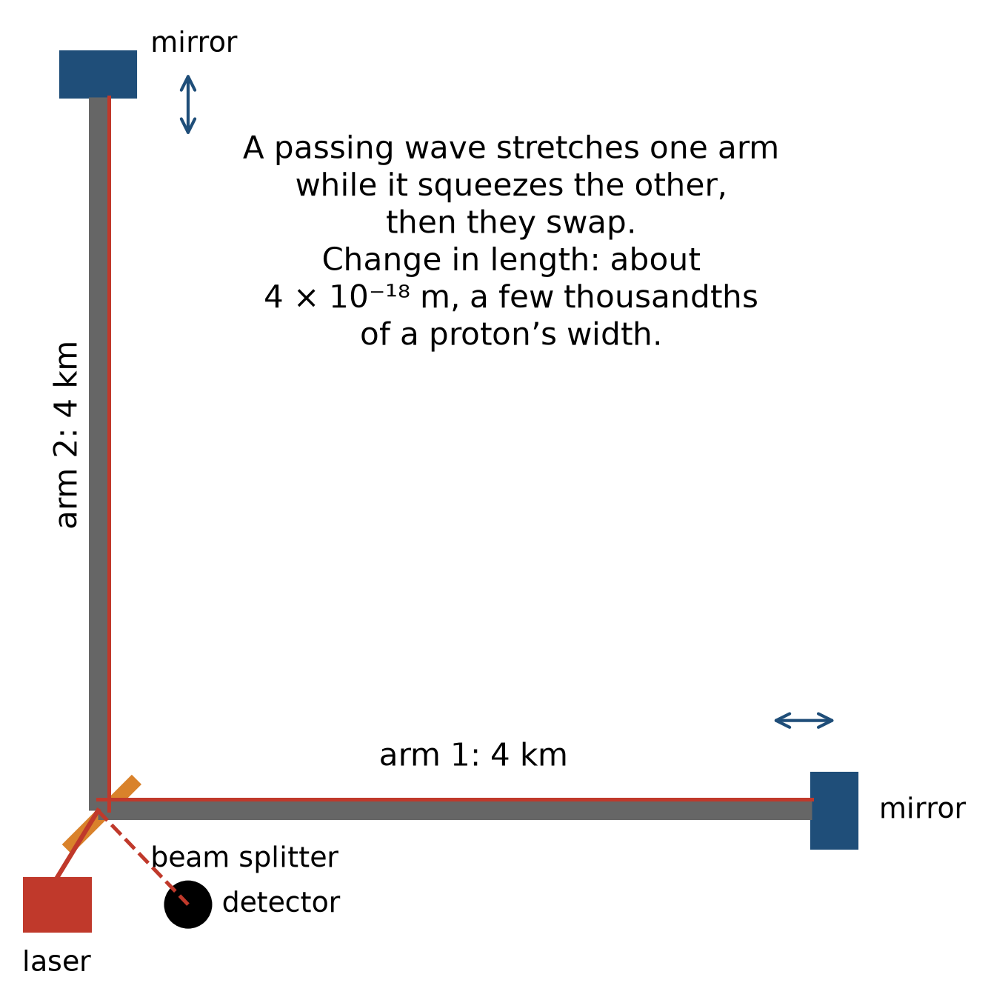 mirror
A passing wave stretches one arm
while it squeezes the other,
then they swap.
Change in length: about
4 × 10⁻¹⁸ m, a few thousandths
of a proton’s width.
arm 2: 4 km
arm 1: 4 km
mirror
beam splitter
detector
laser